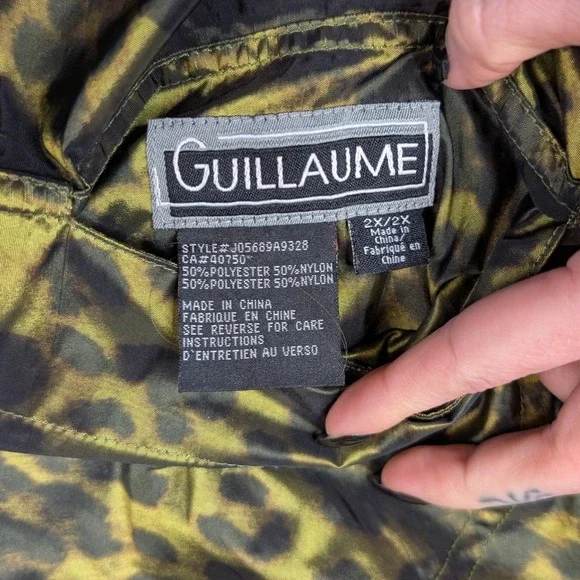 GUILLAUME
2X/2X
Made in
China/
Fabriqué en
Chine
STYLE#J05689A9328
CA#40750
50%POLYESTER 50%NYLON
50%POLYESTER 50%NYLON
MADE IN CHINA
FABRIQUE EN CHINE
SEE REVERSE FOR CARE
INSTRUCTIONS
D'ENTRETIEN AU VERSO